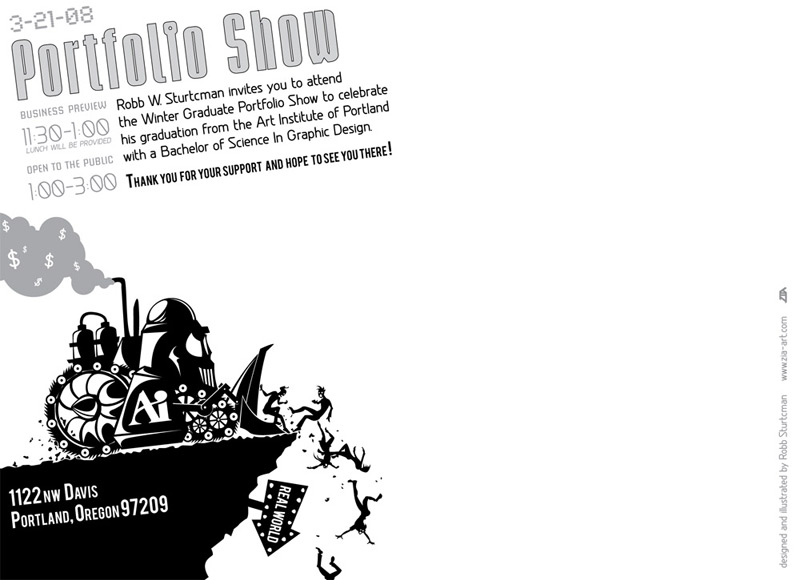 3-21-08
Portfolio Show
BUSINESS PREVIEW
11:30-1:00
LUNCH WILL BE PROVIDED
OPEN TO THE PUBLIC
1:00-3:00
Robb W. Sturtcman invites you to attend
the Winter Graduate Portfolio Show to celebrate
his graduation from the Art Institute of Portland
with a Bachelor of Science In Graphic Design.
THANK YOU FOR YOUR SUPPORT AND HOPE TO SEE YOU THERE!
$ $ $ $ $ $ $
Ai
1122 NW DAVIS
PORTLAND, OREGON 97209
REAL WORLD
designed and illustrated by Robb Sturtcman www.zia-art.com
ZIA